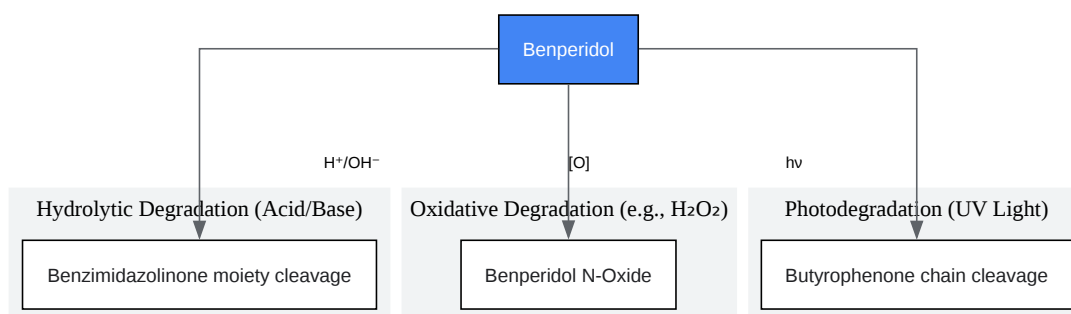 Benperidol
H⁺/OH⁻
[O]
hν
Hydrolytic Degradation (Acid/Base)
Oxidative Degradation (e.g., H₂O₂)
Photodegradation (UV Light)
Benzimidazolinone moiety cleavage
Benperidol N-Oxide
Butyrophenone chain cleavage